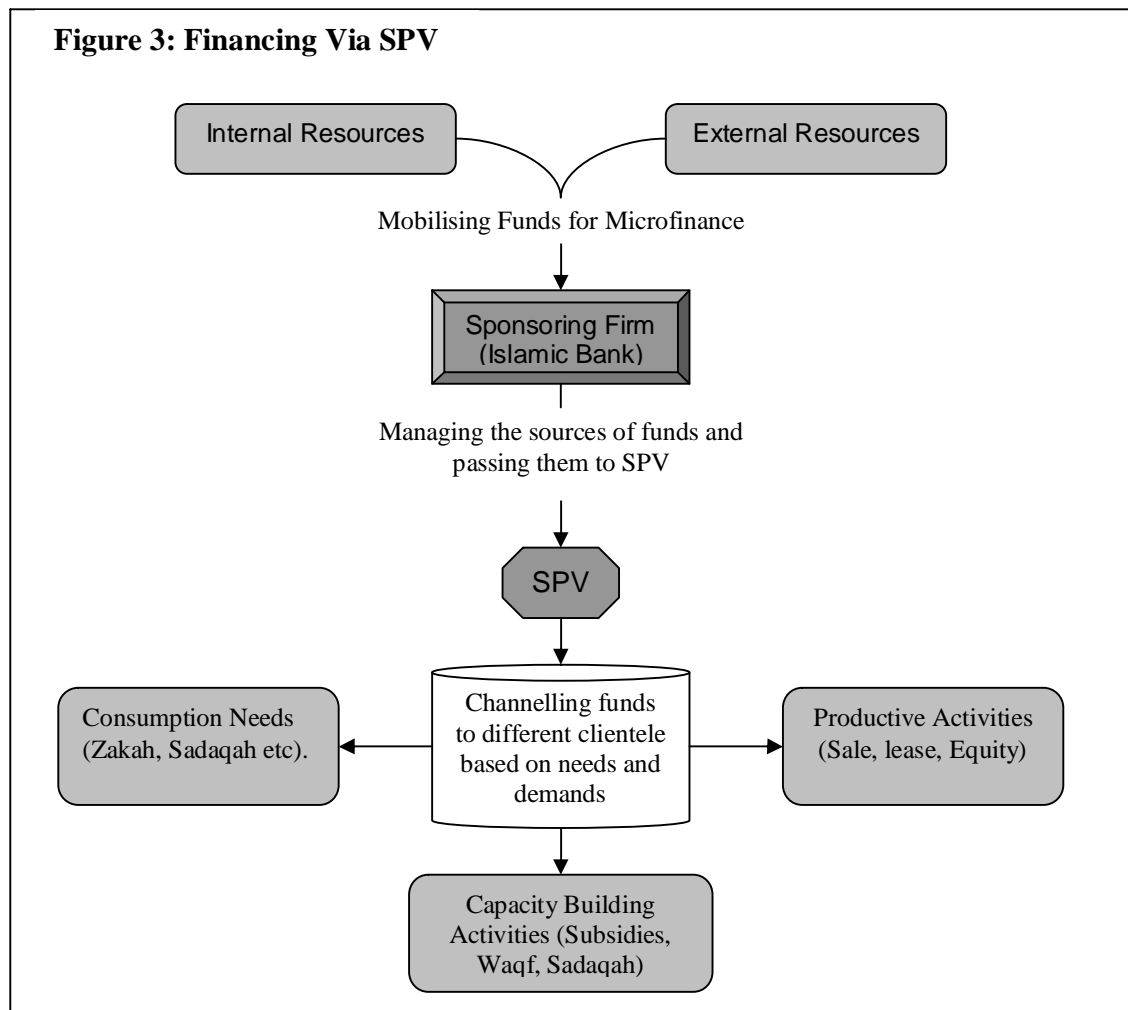 Figure 3: Financing Via SPV
Internal Resources
External Resources
Mobilising Funds for Microfinance
Sponsoring Firm
(Islamic Bank)
Managing the sources of funds and
passing them to SPV
SPV
Channelling funds
to different clientele
based on needs and
demands
Consumption Needs
(Zakah, Sadaqah etc).
Productive Activities
(Sale, lease, Equity)
Capacity Building
Activities (Subsidies,
Waqf, Sadaqah)